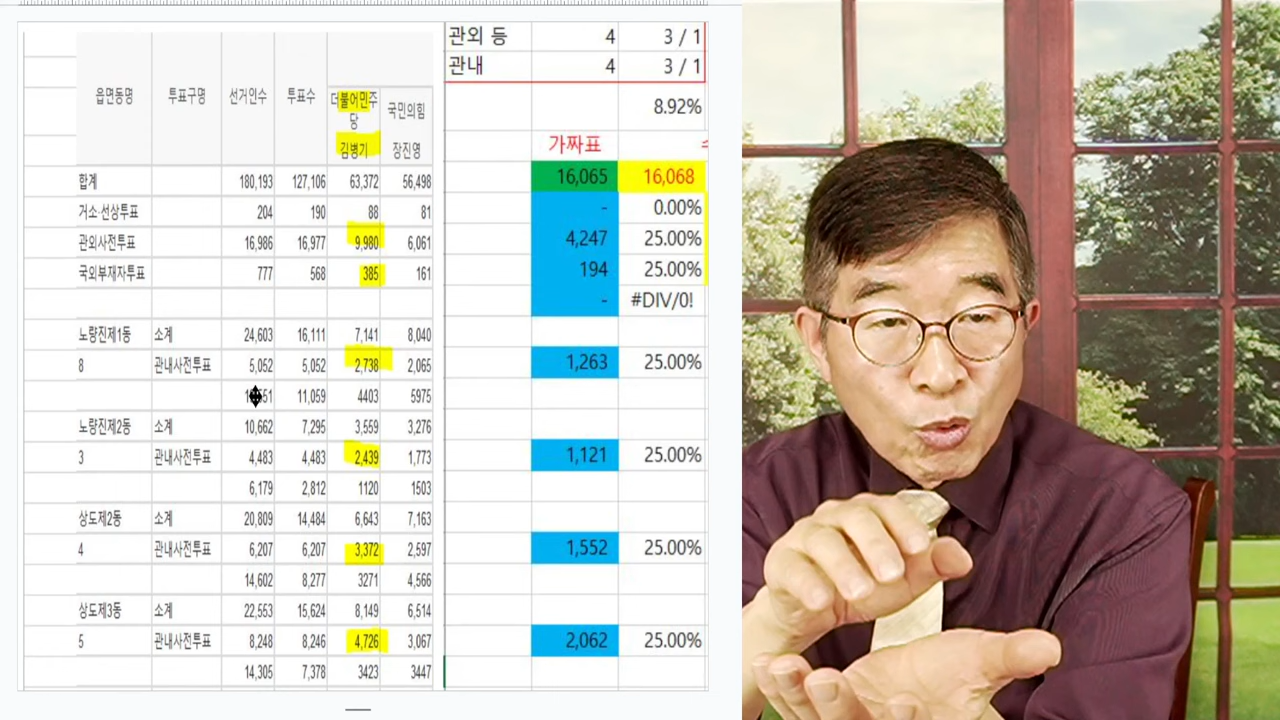 읍면동명 투표구명 선거인수 투표수 더불어민주당 국민의힘
김병기 장진영
합계 180,193 127,106 63,372 56,498
거소·선상투표 204 190 88 81
관외사전투표 16,986 16,977 9,980 6,061
국외부재자투표 777 568 385 161
노량진제1동 소계 24,603 16,111 7,141 8,040
8 관내사전투표 5,052 5,052 2,738 2,065
11,059 4403 5975
노량진제2동 소계 10,662 7,295 3,559 3,276
3 관내사전투표 4,483 4,483 2,439 1,773
6,179 2,812 1120 1503
상도제2동 소계 20,809 14,484 6,643 7,163
4 관내사전투표 6,207 6,207 3,372 2,597
14,602 8,277 3271 4,566
상도제3동 소계 22,553 15,624 8,149 6,514
5 관내사전투표 8,248 8,246 4,726 3,067
14,305 7,378 3423 3447
관외 등 4 3 / 1
관내 4 3 / 1
8.92%
가짜표
16,065 16,068
- 0.00%
4,247 25.00%
194 25.00%
- #DIV/0!
1,263 25.00%
1,121 25.00%
1,552 25.00%
2,062 25.00%